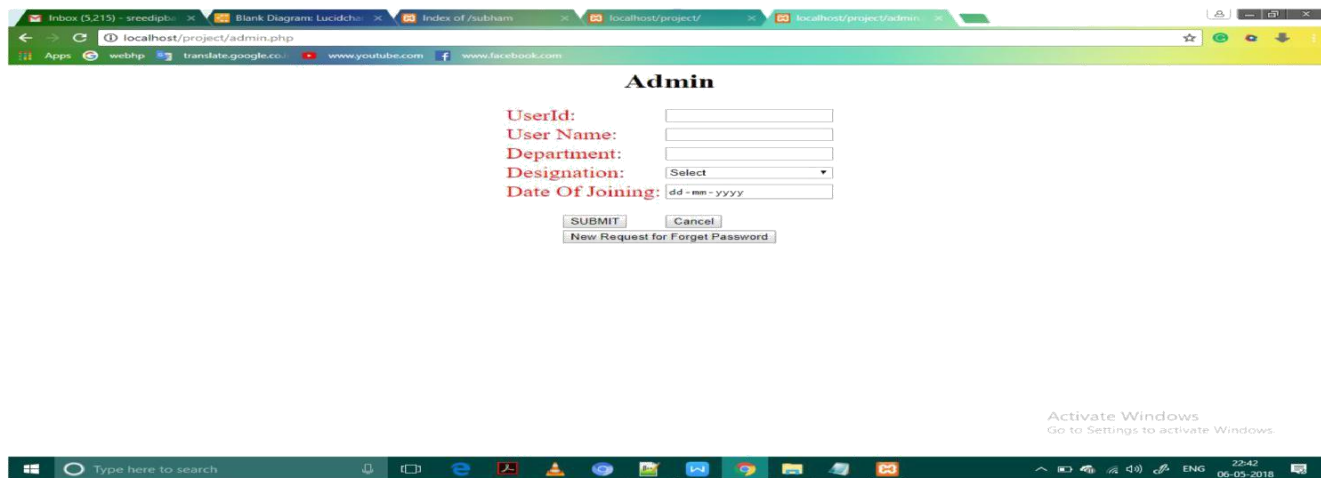 Inbox (5,215) - sreedipba
Blank Diagram: Lucidchar
Index of /subham
localhost/project/
localhost/project/admin.
localhost/project/admin.php
Apps webhp translate.google.co. www.youtube.com www.facebook.com
Admin
UserId:
User Name:
Department:
Designation: Select
Date Of Joining: dd-mm-yyyy
SUBMIT Cancel
New Request for Forget Password
Activate Windows
Go to Settings to activate Windows.
Type here to search
ENG
22:42
06-05-2018